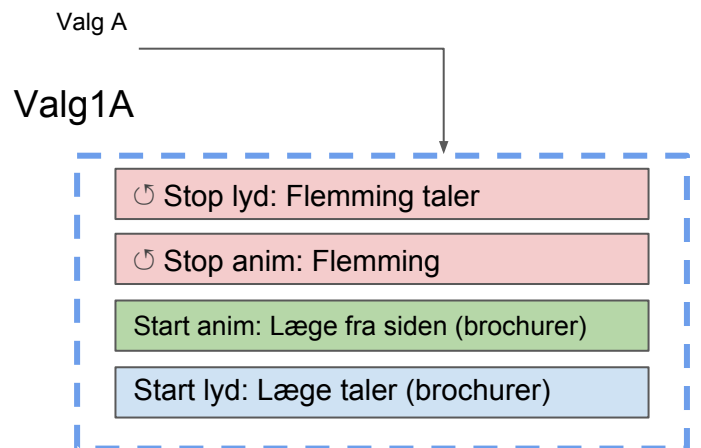 Valg A
Valg1A
↺ Stop lyd: Flemming taler
↺ Stop anim: Flemming
Start anim: Læge fra siden (brochurer)
Start lyd: Læge taler (brochurer)